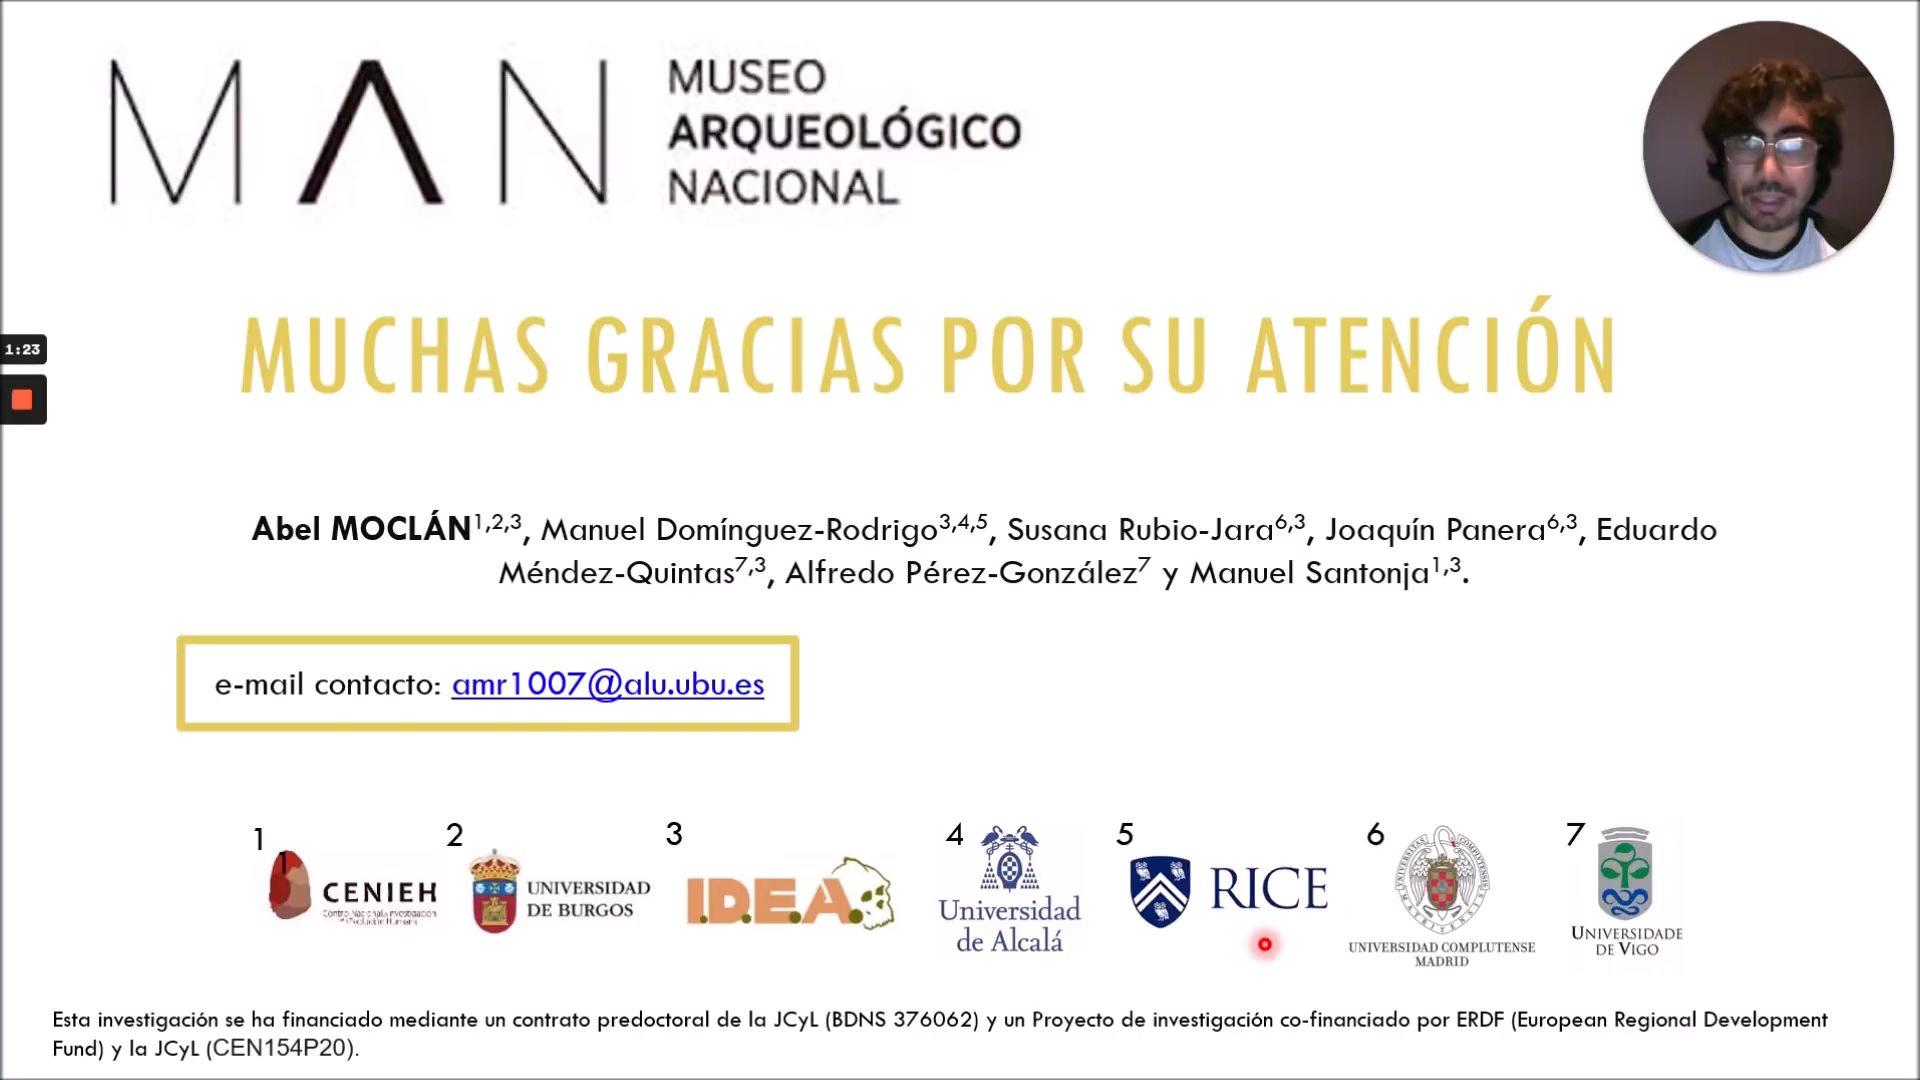 MAN
MUSEO
ARQUEOLÓGICO
NACIONAL
MUCHAS GRACIAS POR SU ATENCIÓN
1:23
Abel MOCLÁN1,2,3, Manuel Domínguez-Rodrigo3,4,5, Susana Rubio-Jara6,3, Joaquín Panera6,3, Eduardo
Méndez-Quintas7,3, Alfredo Pérez-González7 y Manuel Santonja1,3.
e-mail contacto: amr1007@alu.ubu.es
1
1
CENIEH
2
UNIVERSIDAD
DE BURGOS
3
I.D.E.A.
4
Universidad
de Alcalá
5
RICE
6
UNIVERSIDAD COMPLUTENSE
MADRID
7
UNIVERSIDADE
DE VIGO
Esta investigación se ha financiado mediante un contrato predoctoral de la JCyL (BDNS 376062) y un Proyecto de investigación co-financiado por ERDF (European Regional Development
Fund) y la JCyL (CEN154P20).